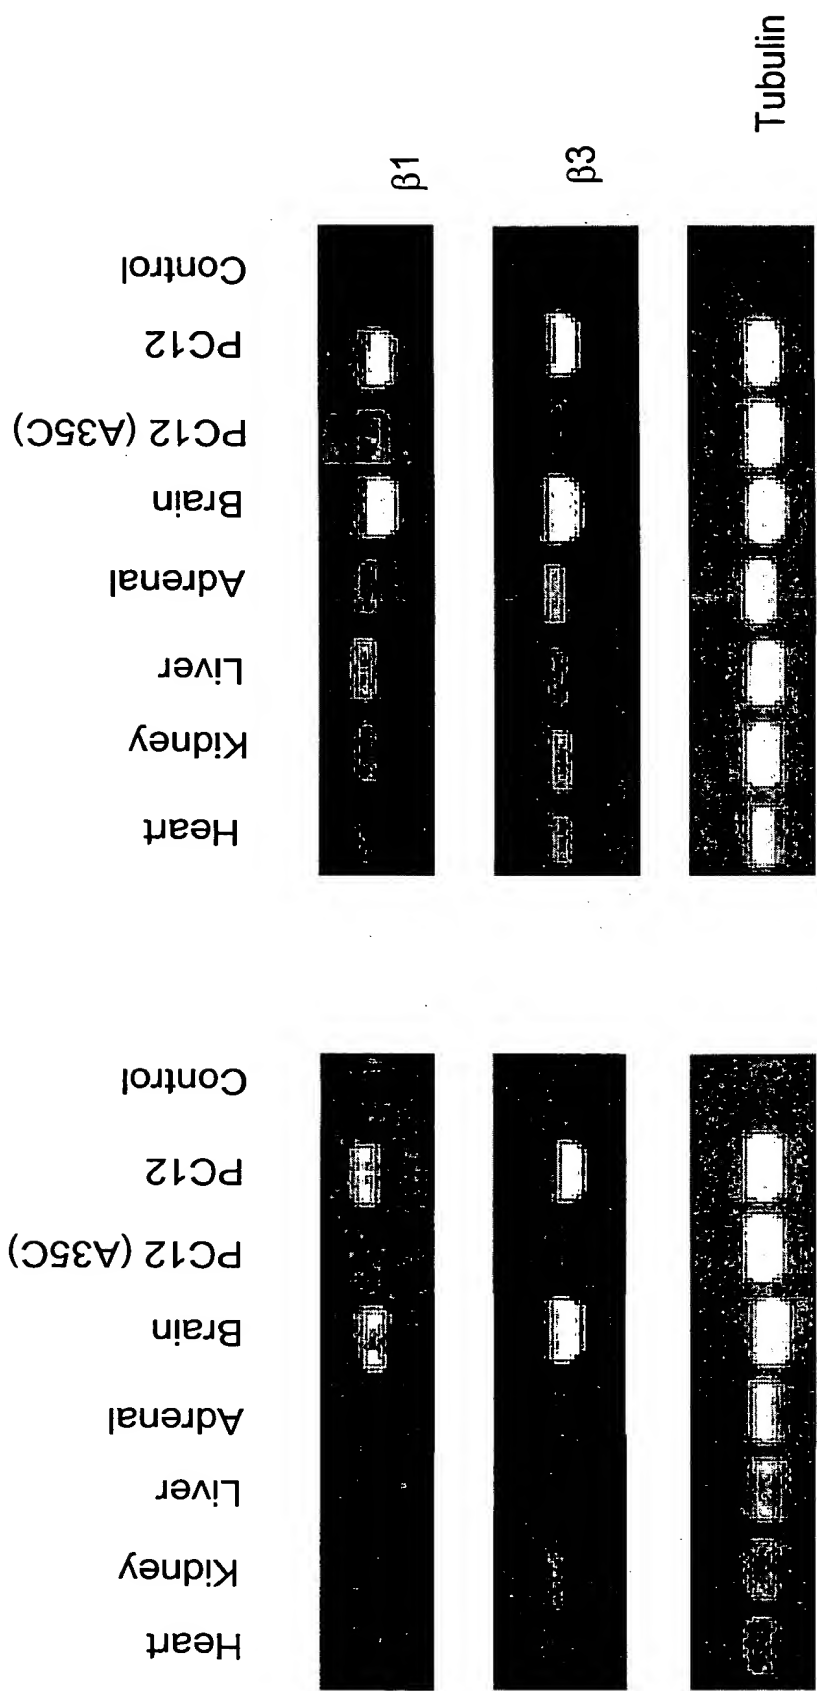 Control
PC12
PC12 (A35C)
Brain
Adrenal
Liver
Kidney
Heart
β1
β3
Tubulin
Control
PC12
PC12 (A35C)
Brain
Adrenal
Liver
Kidney
Heart